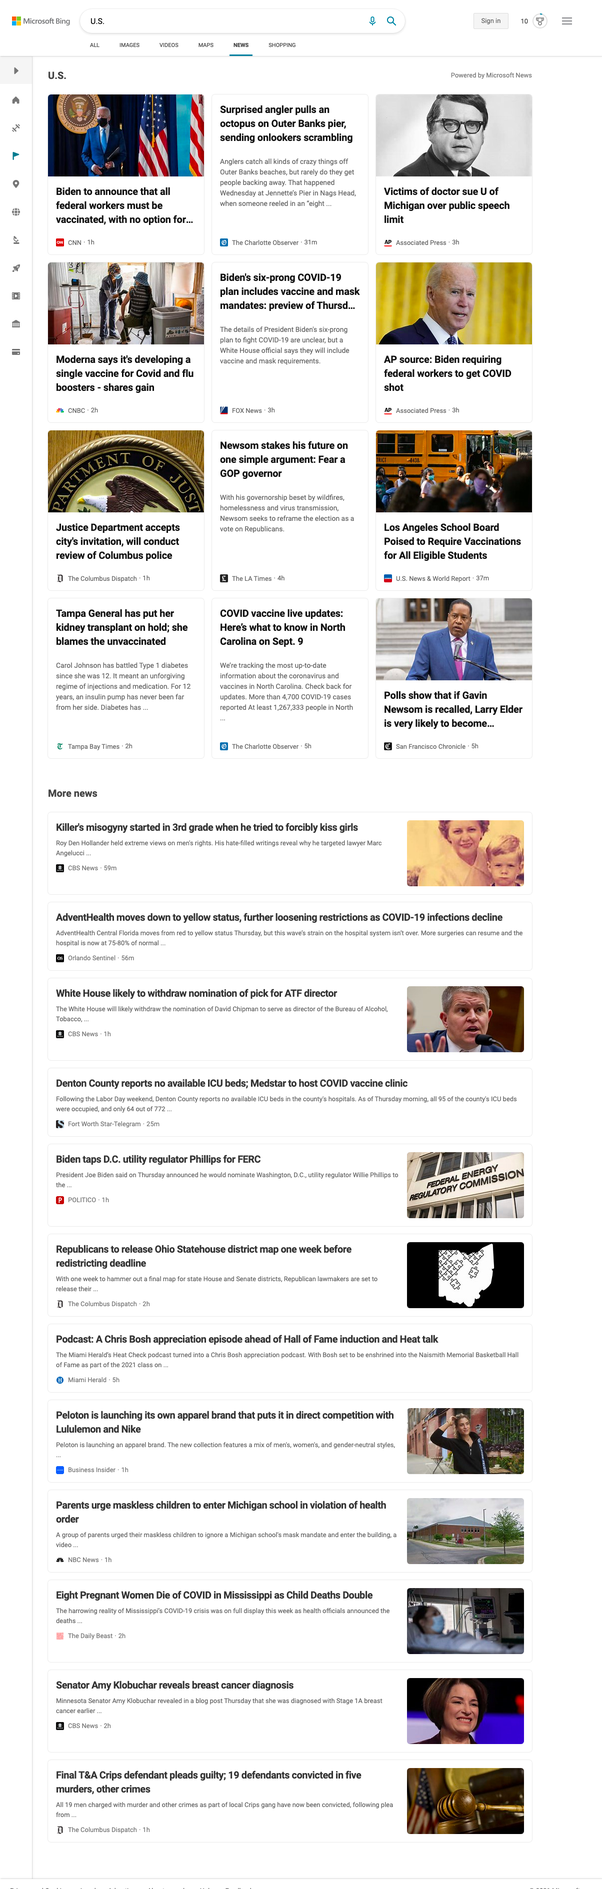 Microsoft Bing
U.S.
Sign in
10
ALL
IMAGES
VIDEOS
MAPS
NEWS
SHOPPING
U.S.
Powered by Microsoft News
Biden to announce that all
federal workers must be
vaccinated, with no option for...
CNN · 1h
Surprised angler pulls an
octopus on Outer Banks pier,
sending onlookers scrambling
Anglers catch all kinds of crazy things off
Outer Banks beaches, but rarely do they get
people backing away. That happened
Wednesday at Jennette's Pier in Nags Head,
when someone reeled in an "eight ...
The Charlotte Observer · 31m
Victims of doctor sue U of
Michigan over public speech
limit
AP Associated Press · 3h
Moderna says it's developing a
single vaccine for Covid and flu
boosters - shares gain
CNBC · 2h
Biden's six-prong COVID-19
plan includes vaccine and mask
mandates: preview of Thursd...
The details of President Biden's six-prong
plan to fight COVID-19 are unclear, but a
White House official says they will include
vaccine and mask requirements.
FOX News · 3h
AP source: Biden requiring
federal workers to get COVID
shot
AP Associated Press · 3h
PARTMENT OF JUST
Justice Department accepts
city's invitation, will conduct
review of Columbus police
The Columbus Dispatch · 1h
Newsom stakes his future on
one simple argument: Fear a
GOP governor
With his governorship beset by wildfires,
homelessness and virus transmission,
Newsom seeks to reframe the election as a
vote on Republicans.
The LA Times · 4h
Los Angeles School Board
Poised to Require Vaccinations
for All Eligible Students
U.S. News & World Report · 37m
Tampa General has put her
kidney transplant on hold; she
blames the unvaccinated
Carol Johnson has battled Type 1 diabetes
since she was 12. It meant an unforgiving
regime of injections and medication. For 12
years, an insulin pump has never been far
from her side. Diabetes has ...
Tampa Bay Times · 2h
COVID vaccine live updates:
Here's what to know in North
Carolina on Sept. 9
We're tracking the most up-to-date
information about the coronavirus and
vaccines in North Carolina. Check back for
updates. More than 4,700 COVID-19 cases
reported At least 1,267,333 people in North
...
The Charlotte Observer · 5h
Polls show that if Gavin
Newsom is recalled, Larry Elder
is very likely to become...
San Francisco Chronicle · 5h
More news
Killer's misogyny started in 3rd grade when he tried to forcibly kiss girls
Roy Den Hollander held extreme views on men's rights. His hate-filled writings reveal why he targeted lawyer Marc
Angelucci ...
CBS News · 59m
AdventHealth moves down to yellow status, further loosening restrictions as COVID-19 infections decline
AdventHealth Central Florida moves from red to yellow status Thursday, but this wave's strain on the hospital system isn't over. More surgeries can resume and the
hospital is now at 75-80% of normal ...
Orlando Sentinel · 56m
White House likely to withdraw nomination of pick for ATF director
The White House will likely withdraw the nomination of David Chipman to serve as director of the Bureau of Alcohol,
Tobacco, ...
CBS News · 1h
Denton County reports no available ICU beds; Medstar to host COVID vaccine clinic
Following the Labor Day weekend, Denton County reports no available ICU beds in the county's hospitals. As of Thursday morning, all 95 of the county's ICU beds
were occupied, and only 64 out of 772 ...
Fort Worth Star-Telegram · 25m
Biden taps D.C. utility regulator Phillips for FERC
President Joe Biden said on Thursday announced he would nominate Washington, D.C., utility regulator Willie Phillips to
the ...
POLITICO · 1h
FEDERAL ENERGY
REGULATORY COMMISSION
Republicans to release Ohio Statehouse district map one week before
redistricting deadline
With one week to hammer out a final map for state House and Senate districts, Republican lawmakers are set to
release their ...
The Columbus Dispatch · 2h
Podcast: A Chris Bosh appreciation episode ahead of Hall of Fame induction and Heat talk
The Miami Herald's Heat Check podcast turned into a Chris Bosh appreciation podcast. With Bosh set to be enshrined into the Naismith Memorial Basketball Hall
of Fame as part of the 2021 class on ...
Miami Herald · 5h
Peloton is launching its own apparel brand that puts it in direct competition with
Lululemon and Nike
Peloton is launching an apparel brand. The new collection features a mix of men's, women's, and gender-neutral styles,
...
Business Insider · 1h
Parents urge maskless children to enter Michigan school in violation of health
order
A group of parents urged their maskless children to ignore a Michigan school's mask mandate and enter the building, a
video ...
NBC News · 1h
Eight Pregnant Women Die of COVID in Mississippi as Child Deaths Double
The harrowing reality of Mississippi's COVID-19 crisis was on full display this week as health officials announced the
deaths ...
The Daily Beast · 2h
Senator Amy Klobuchar reveals breast cancer diagnosis
Minnesota Senator Amy Klobuchar revealed in a blog post Thursday that she was diagnosed with Stage 1A breast
cancer earlier ...
CBS News · 2h
Final T&A Crips defendant pleads guilty; 19 defendants convicted in five
murders, other crimes
All 19 men charged with murder and other crimes as part of local Crips gang have now been convicted, following plea
from ...
The Columbus Dispatch · 1h